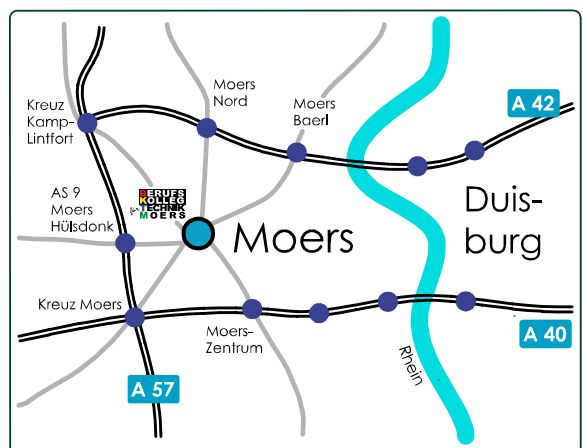 Kreuz
Kamp-
Lintfort
Moers
Nord
Moers
Baerl
A 42
AS 9
Moers
Hülsdonk
BERUFS
KOLLEG
für TECHNIK
MOERS
Moers
Duis-
burg
Kreuz Moers
Moers-
Zentrum
Rhein
A 40
A 57